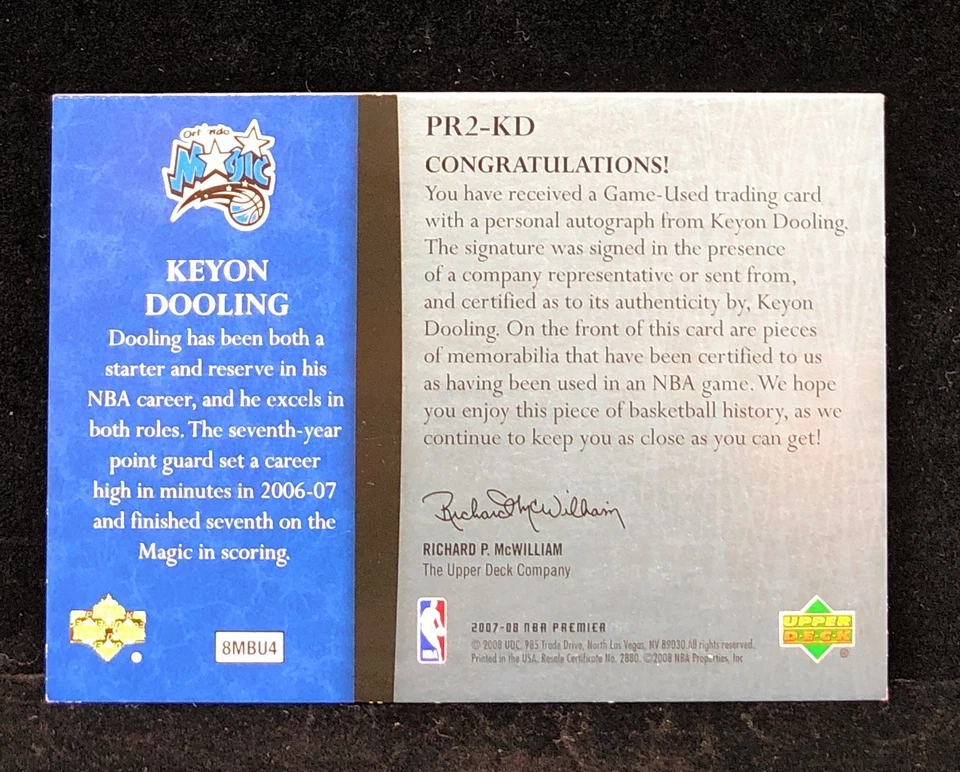 Orlando
Magic
KEYON
DOOLING
Dooling has been both a
starter and reserve in his
NBA career, and he excels in
both roles. The seventh-year
point guard set a career
high in minutes in 2006-07
and finished seventh on the
Magic in scoring.
8MBU4
PR2-KD
CONGRATULATIONS!
You have received a Game-Used trading card
with a personal autograph from Keyon Dooling.
The signature was signed in the presence
of a company representative or sent from,
and certified as to its authenticity by, Keyon
Dooling. On the front of this card are pieces
of memorabilia that have been certified to us
as having been used in an NBA game. We hope
you enjoy this piece of basketball history, as we
continue to keep you as close as you can get!
Richard McWilliam
RICHARD P. McWILLIAM
The Upper Deck Company
NBA
2007-08 NBA PREMIER
© 2008 UDC. 985 Trade Drive, North Las Vegas, NV 89030 All rights reserved.
Printed in the USA. Resale Certificate No. 2880. ©2008 NBA Properties, Inc
UPPER
DECK
®